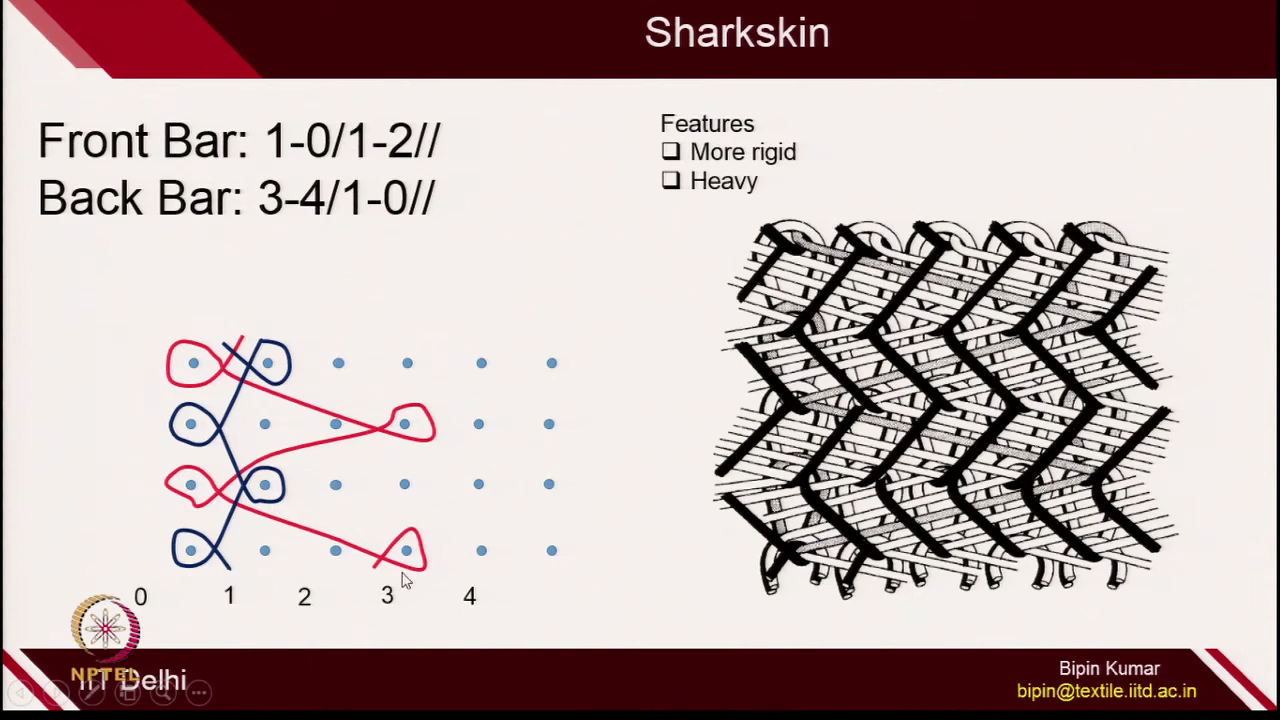 Sharkskin
Front Bar: 1-0/1-2//
Back Bar: 3-4/1-0//
Features
❑ More rigid
❑ Heavy
0 1 2 3 4
NPTEL
IIT Delhi
Bipin Kumar
bipin@textile.iitd.ac.in